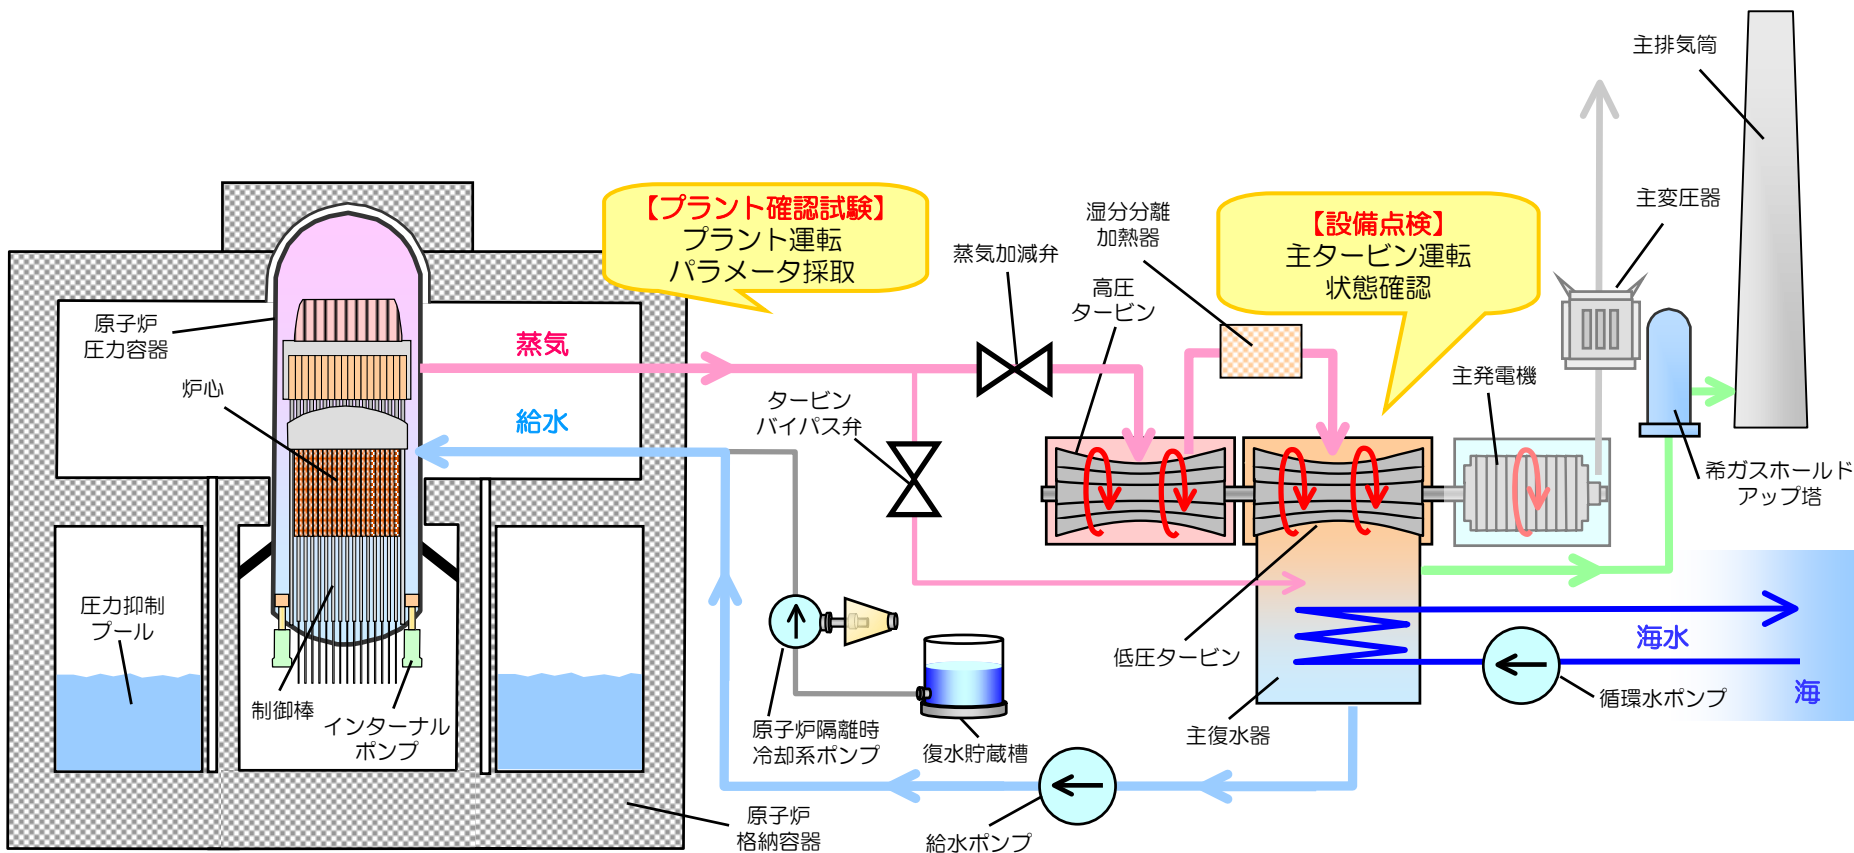 主排気筒
【プラント確認試験】
プラント運転
パラメータ採取
湿分分離
加熱器
【設備点検】
主タービン運転
状態確認
主変圧器
蒸気加減弁
高圧
タービン
原子炉
圧力容器
蒸気
炉心
タービン
バイパス弁
主発電機
給水
希ガスホールド
アップ塔
圧力抑制
プール
海水
低圧タービン
海
循環水ポンプ
制御棒
インターナル
ポンプ
原子炉隔離時
冷却系ポンプ
復水貯蔵槽
主復水器
原子炉
格納容器
給水ポンプ